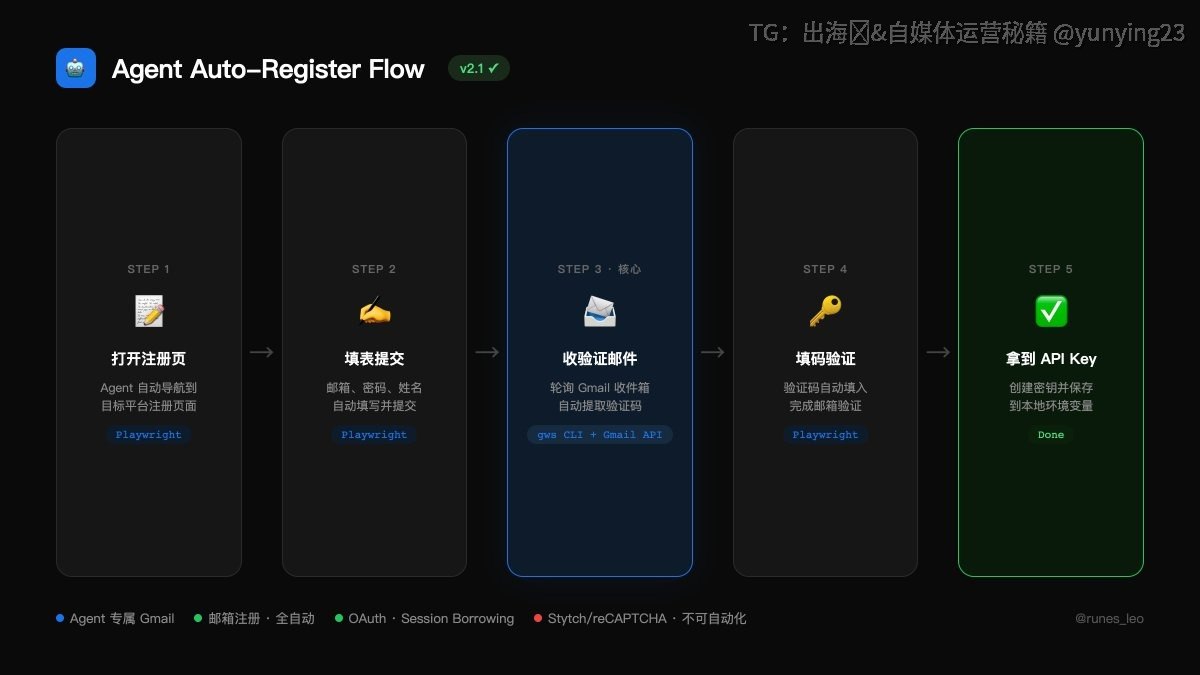 TG：出海&自媒体运营秘籍 @yunying23
Agent Auto-Register Flow
v2.1 ✓
STEP 1
打开注册页
Agent 自动导航到
目标平台注册页面
Playwright
STEP 2
填表提交
邮箱、密码、姓名
自动填写并提交
Playwright
STEP 3 · 核心
收验证邮件
轮询 Gmail 收件箱
自动提取验证码
gws CLI + Gmail API
STEP 4
填码验证
验证码自动填入
完成邮箱验证
Playwright
STEP 5
拿到 API Key
创建密钥并保存
到本地环境变量
Done
Agent 专属 Gmail
邮箱注册 · 全自动
OAuth · Session Borrowing
Stytch/reCAPTCHA · 不可自动化
@runes_leo